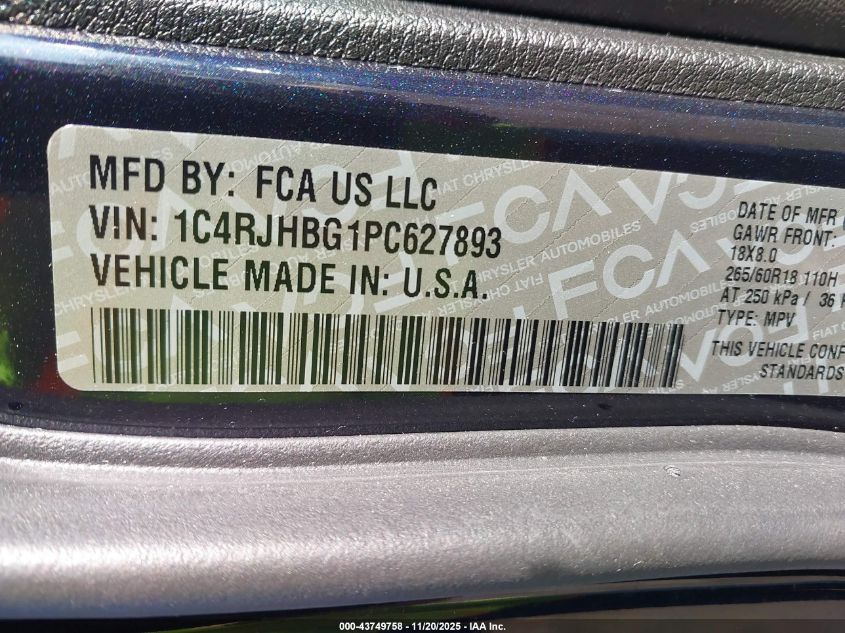 MFD BY: FCA US LLC
VIN: 1C4RJHBG1PC627893
VEHICLE MADE IN: U.S.A.
DATE OF MFR
GAWR FRONT:
18X8.0
265/60R18 110H
AT 250 kPa / 36
TYPE: MPV
THIS VEHICLE
STANDARDS
000-43749758 - 11/20/2025 - IAA Inc.